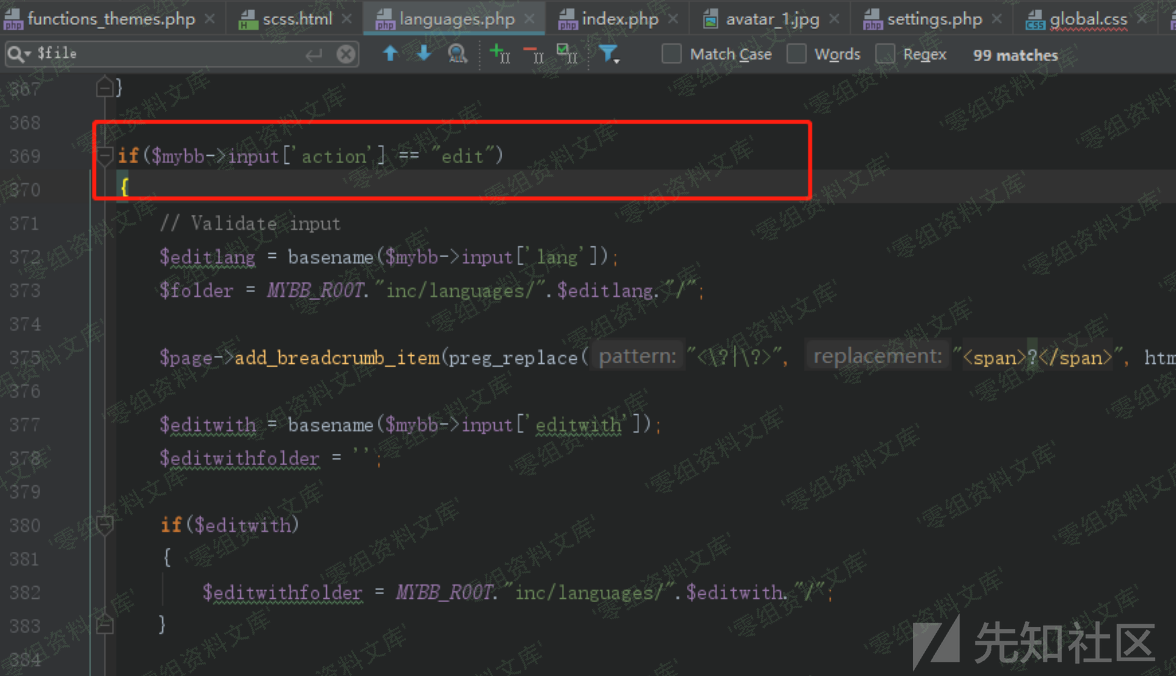 functions_themes.php scss.html languages.php index.php avatar_1.jpg settings.php global.css
$file Match Case Words Regex 99 matches
367 }
368
369 if($mybb->input['action'] == "edit")
370 {
371 // Validate input
372 $editlang = basename($mybb->input['lang']);
373 $folder = MYBB_ROOT."inc/languages/".$editlang."/";
374
375 $page->add_breadcrumb_item(preg_replace( pattern: "<\?|\?>", replacement: "<span>?</span>", htm
376
377 $editwith = basename($mybb->input['editwith']);
378 $editwithfolder = '';
379
380 if($editwith)
381 {
382 $editwithfolder = MYBB_ROOT."inc/languages/".$editwith."/";
383 }
384
零组资料文库
先知社区